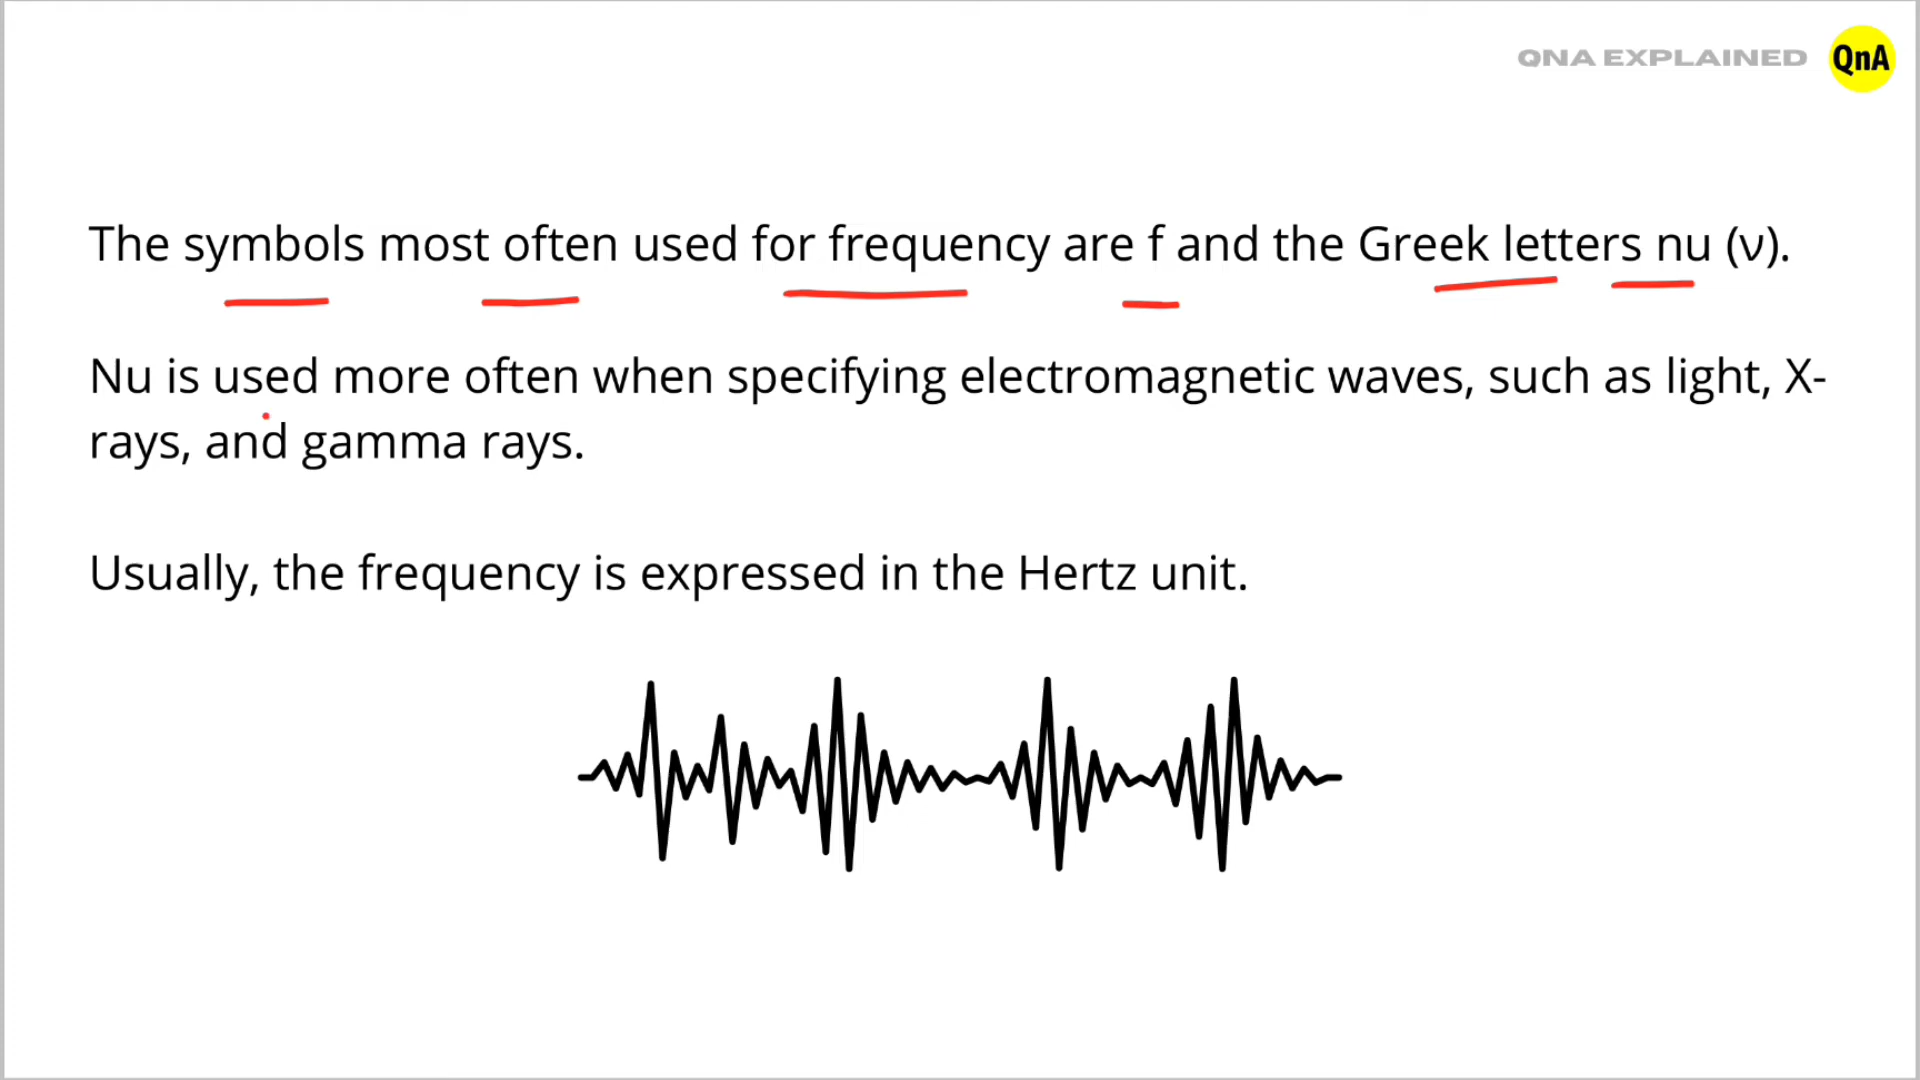 QNA EXPLAINED QnA
The symbols most often used for frequency are f and the Greek letters nu (ν).
Nu is used more often when specifying electromagnetic waves, such as light, X-
rays, and gamma rays.
Usually, the frequency is expressed in the Hertz unit.